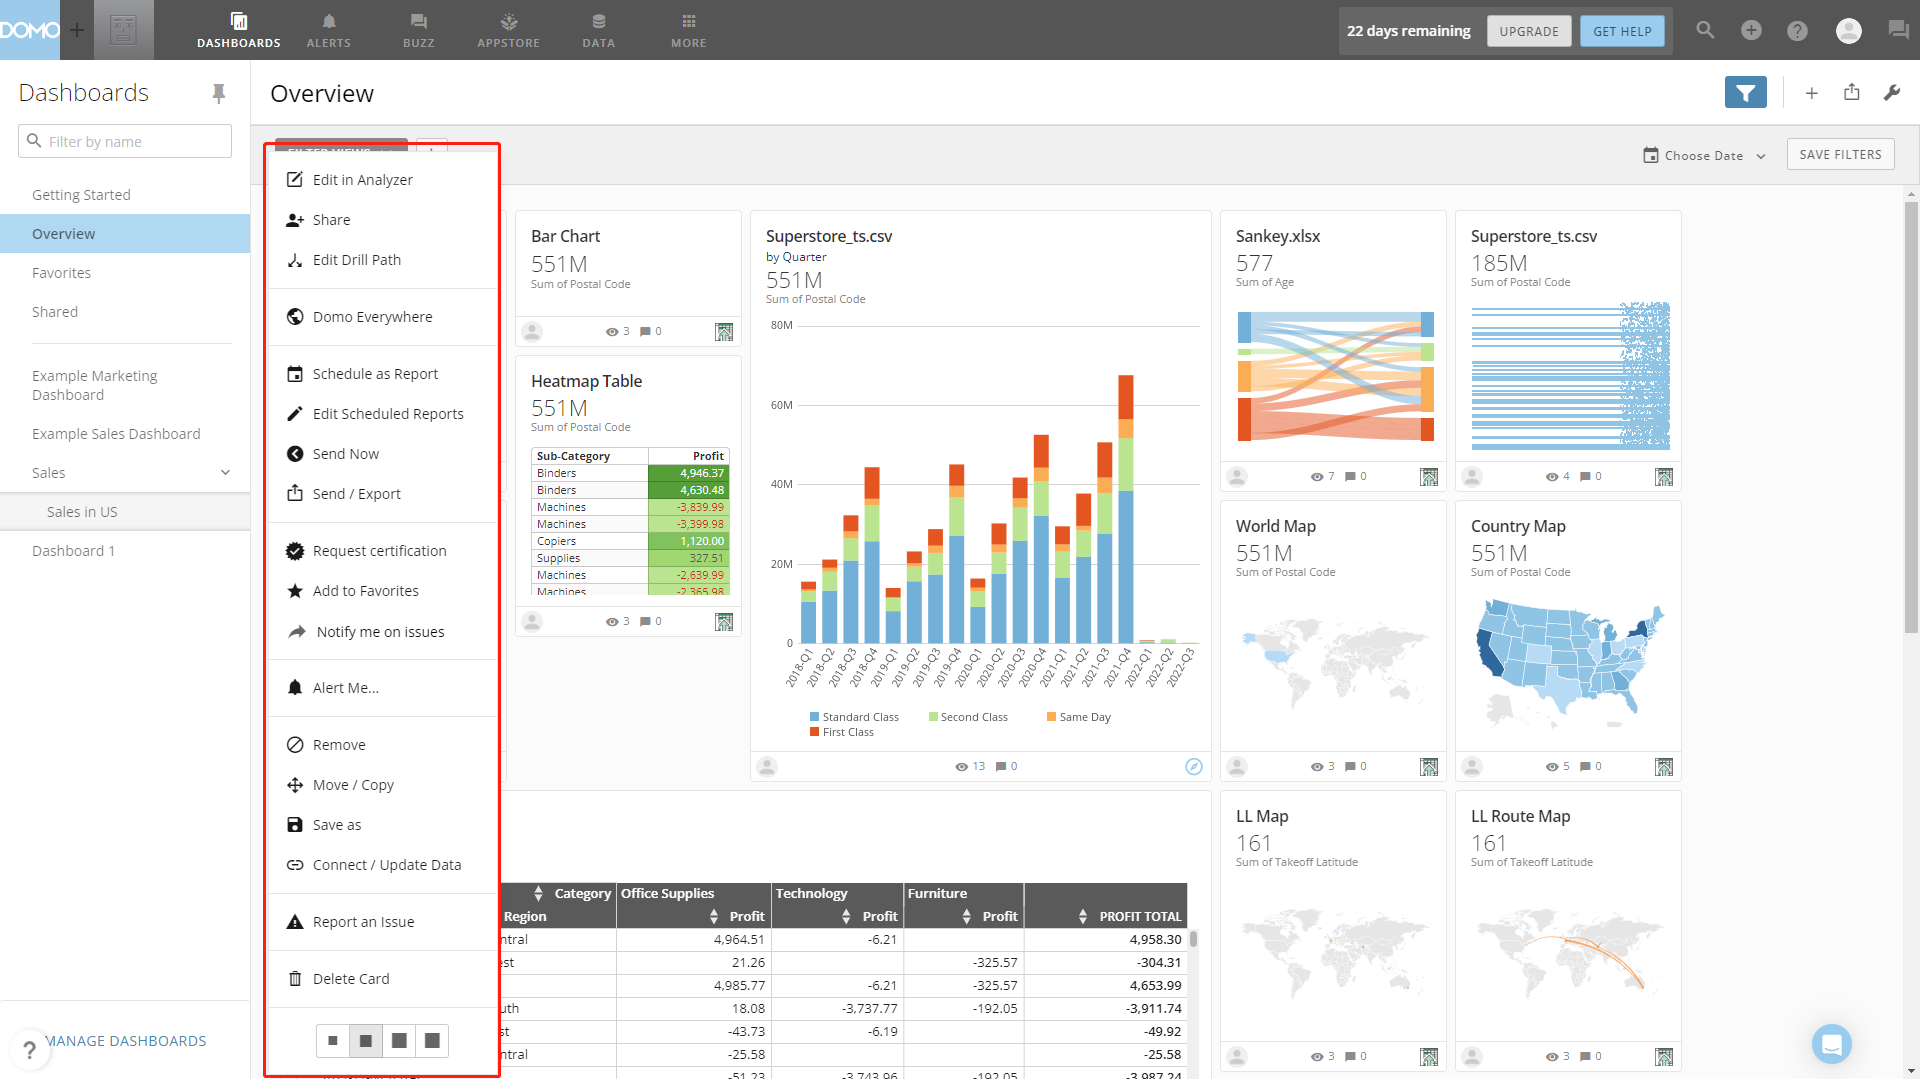 DOMO
DASHBOARDS
ALERTS
BUZZ
APPSTORE
DATA
MORE
22 days remaining
UPGRADE
GET HELP
Dashboards
Filter by name
Getting Started
Overview
Favorites
Shared
Example Marketing
Dashboard
Example Sales Dashboard
Sales
Sales in US
Dashboard 1
MANAGE DASHBOARDS
?
Overview
Choose Date
SAVE FILTERS
Edit in Analyzer
Share
Edit Drill Path
Domo Everywhere
Schedule as Report
Edit Scheduled Reports
Send Now
Send / Export
Request certification
Add to Favorites
Notify me on issues
Alert Me...
Remove
Move / Copy
Save as
Connect / Update Data
Report an Issue
Delete Card
Bar Chart
551M
Sum of Postal Code
3 0
Heatmap Table
551M
Sum of Postal Code
Sub-Category Profit
Binders 4,946.37
Binders 4,630.48
Machines -3,839.99
Machines -3,399.98
Copiers 1,120.00
Supplies 327.51
Machines -2,639.99
Machines -2,365.98
3 0
Superstore_ts.csv
by Quarter
551M
Sum of Postal Code
80M
60M
40M
20M
0
2018-Q1 2018-Q2 2018-Q3 2018-Q4 2019-Q1 2019-Q2 2019-Q3 2019-Q4 2020-Q1 2020-Q2 2020-Q3 2020-Q4 2021-Q1 2021-Q2 2021-Q3 2021-Q4 2022-Q1 2022-Q2 2022-Q3
Standard Class Second Class Same Day
First Class
13 0
Sankey.xlsx
577
Sum of Age
7 0
Superstore_ts.csv
185M
Sum of Postal Code
4 0
World Map
551M
Sum of Postal Code
3 0
Country Map
551M
Sum of Postal Code
5 0
Category Office Supplies Technology Furniture
Region Profit Profit Profit PROFIT TOTAL
ntral 4,964.51 -6.21 4,958.30
est 21.26 -325.57 -304.31
4,985.77 -6.21 -325.57 4,653.99
uth 18.08 -3,737.77 -192.05 -3,911.74
st -43.73 -6.19 -49.92
ntral -25.58 -25.58
-51.23 -3,743.96 -192.05 -3,987.24
LL Map
161
Sum of Takeoff Latitude
3 0
LL Route Map
161
Sum of Takeoff Latitude
3 0